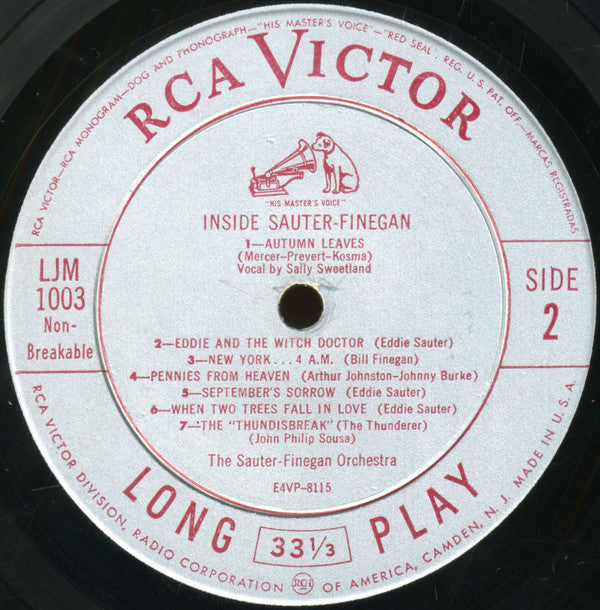 RCA VICTOR—RCA MONOGRAM—DOG AND PHONOGRAPH—"HIS MASTER'S VOICE"—"RED SEAL" REG. U.S. PAT. OFF.—MARCAS REGISTRADAS
RCA VICTOR
"HIS MASTER'S VOICE"
INSIDE SAUTER-FINEGAN
1—AUTUMN LEAVES
(Mercer-Prevert-Kosma)
Vocal by Sally Sweetland
LJM
1003
Non-
Breakable
SIDE
2
2—EDDIE AND THE WITCH DOCTOR (Eddie Sauter)
3—NEW YORK . . . 4 A.M. (Bill Finegan)
4—PENNIES FROM HEAVEN (Arthur Johnston-Johnny Burke)
5—SEPTEMBER'S SORROW (Eddie Sauter)
6—WHEN TWO TREES FALL IN LOVE (Eddie Sauter)
7—THE "THUNDISBREAK" (The Thunderer)
(John Philip Sousa)
The Sauter-Finegan Orchestra
E4VP-8115
LONG 33⅓ PLAY
RCA VICTOR DIVISION, RADIO CORPORATION RCA OF AMERICA, CAMDEN, N. J. MADE IN U.S.A.